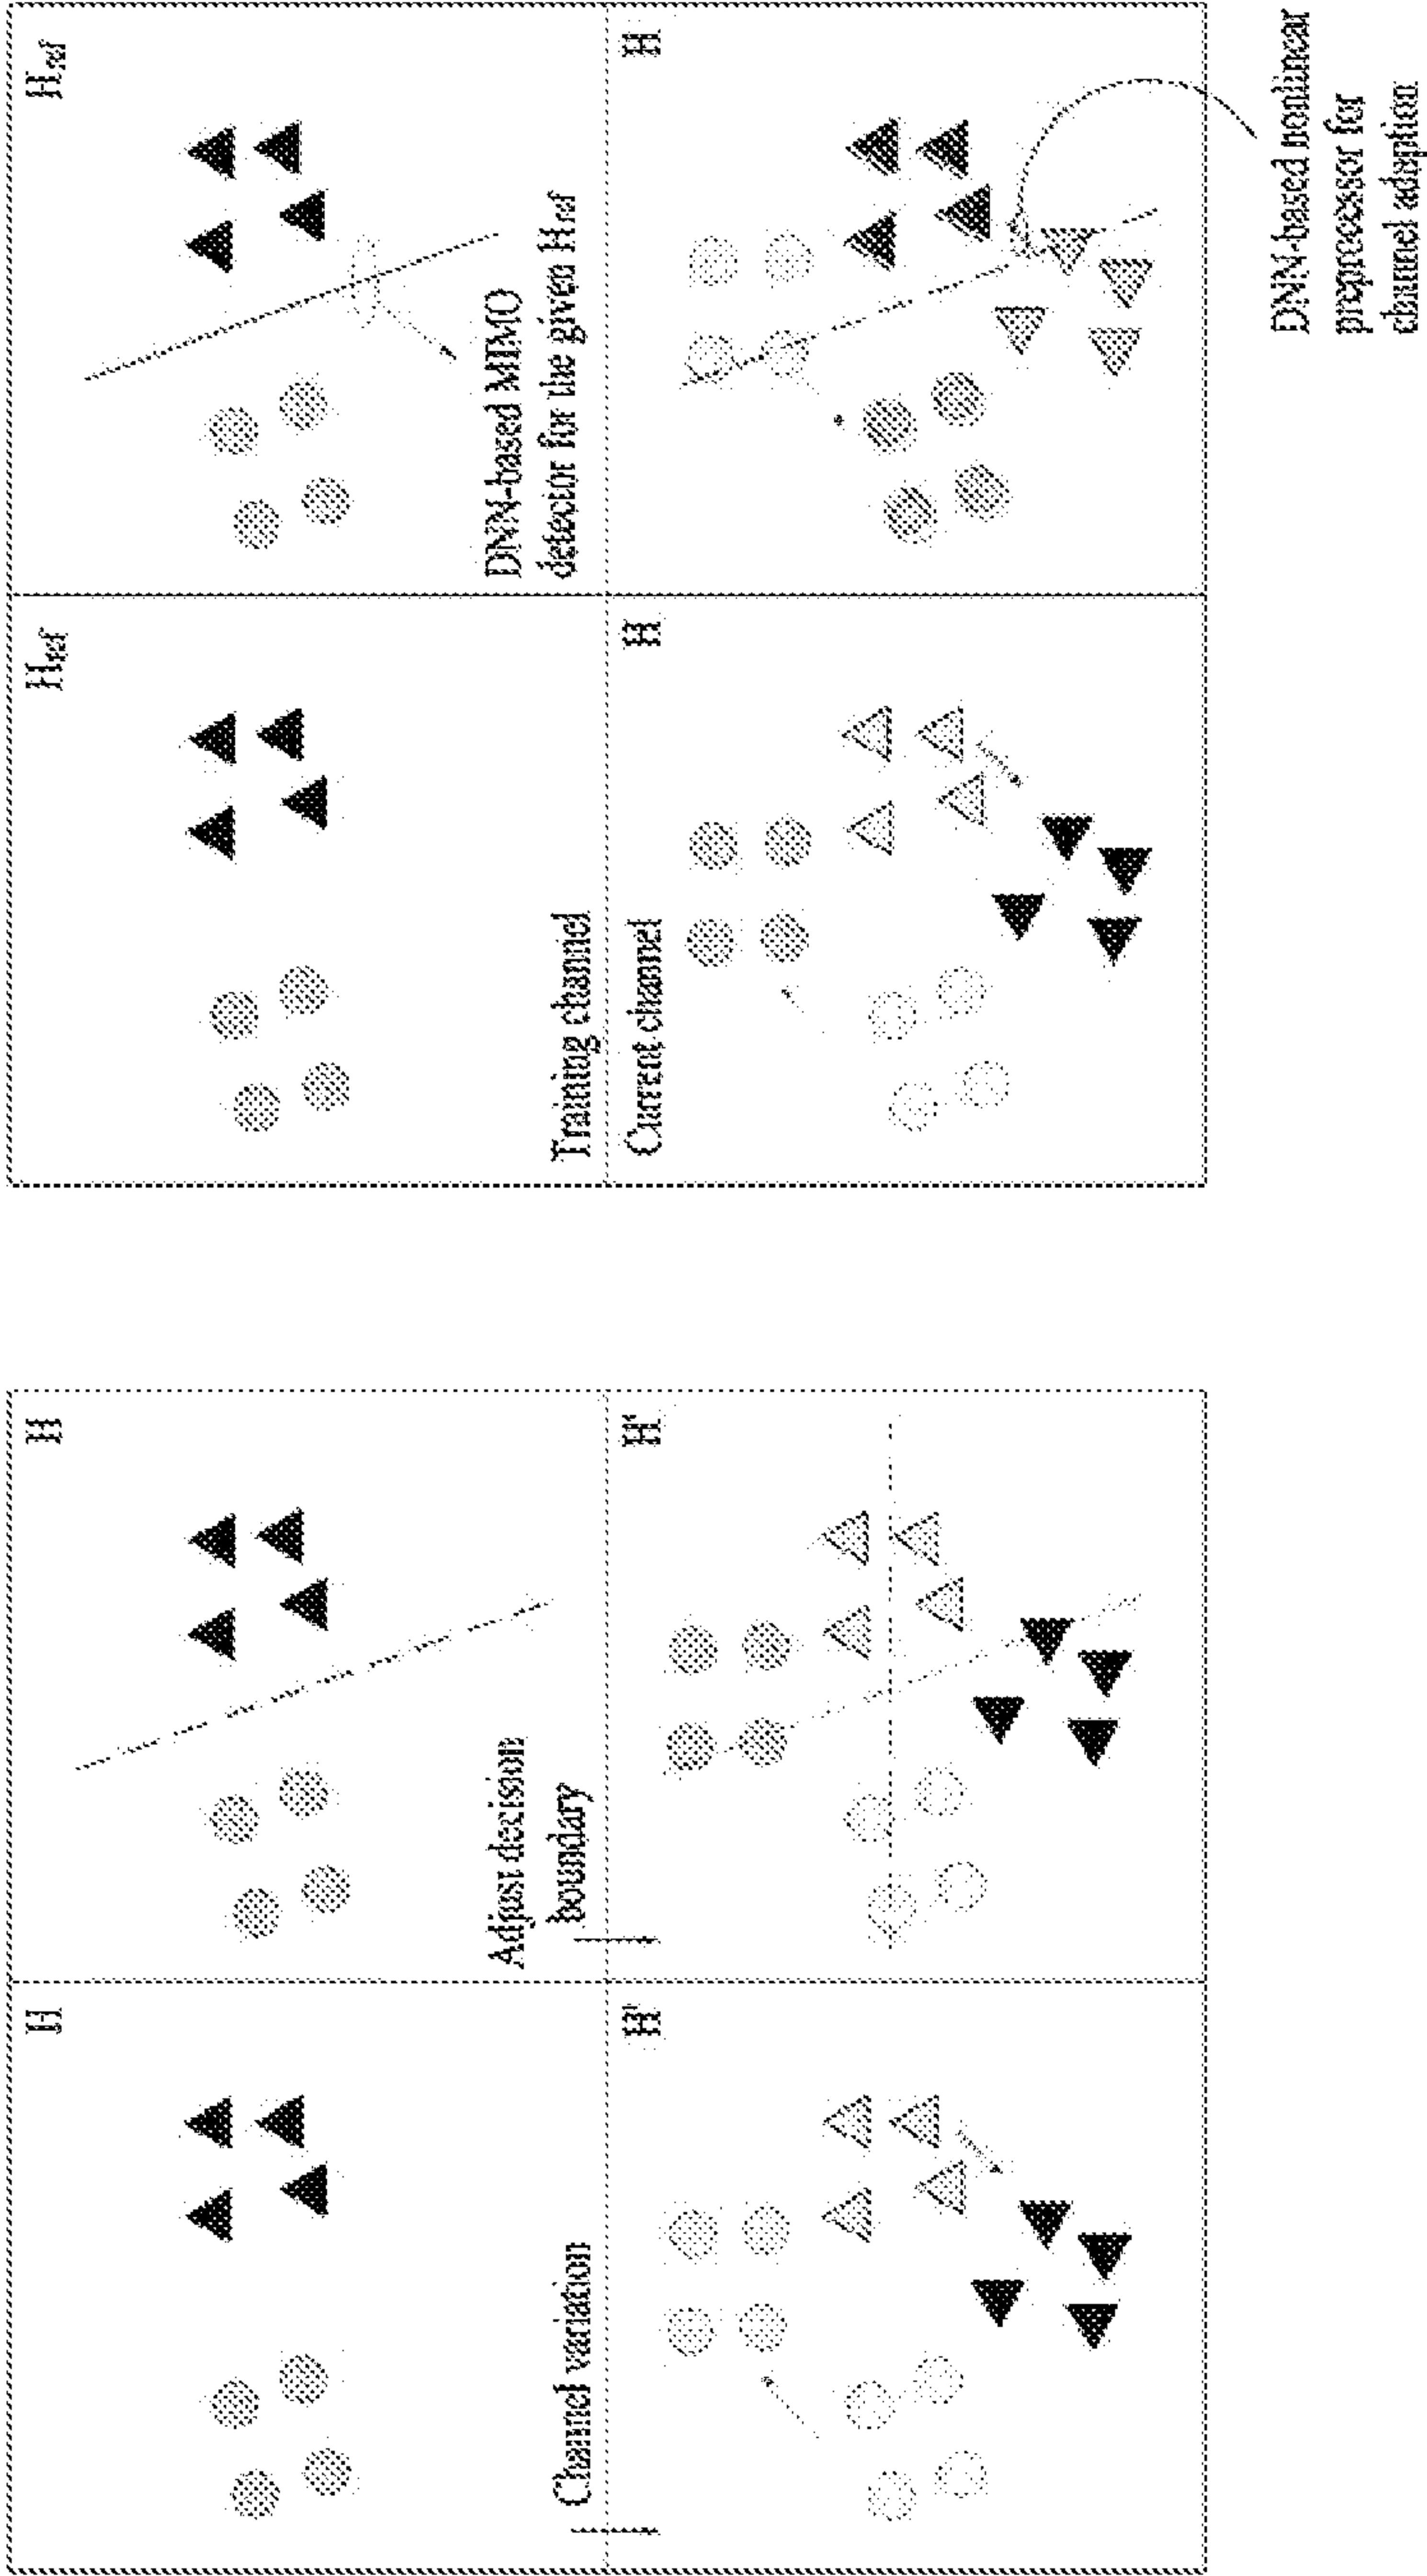 H
H
Channel variation
Adjust decision
boundary
H'
H'
Href
Href
Training channel
DNN-based MIMO
detector for the given Href
Current channel
H
H
DNN-based nonlinear
preprocessor for
channel adaption